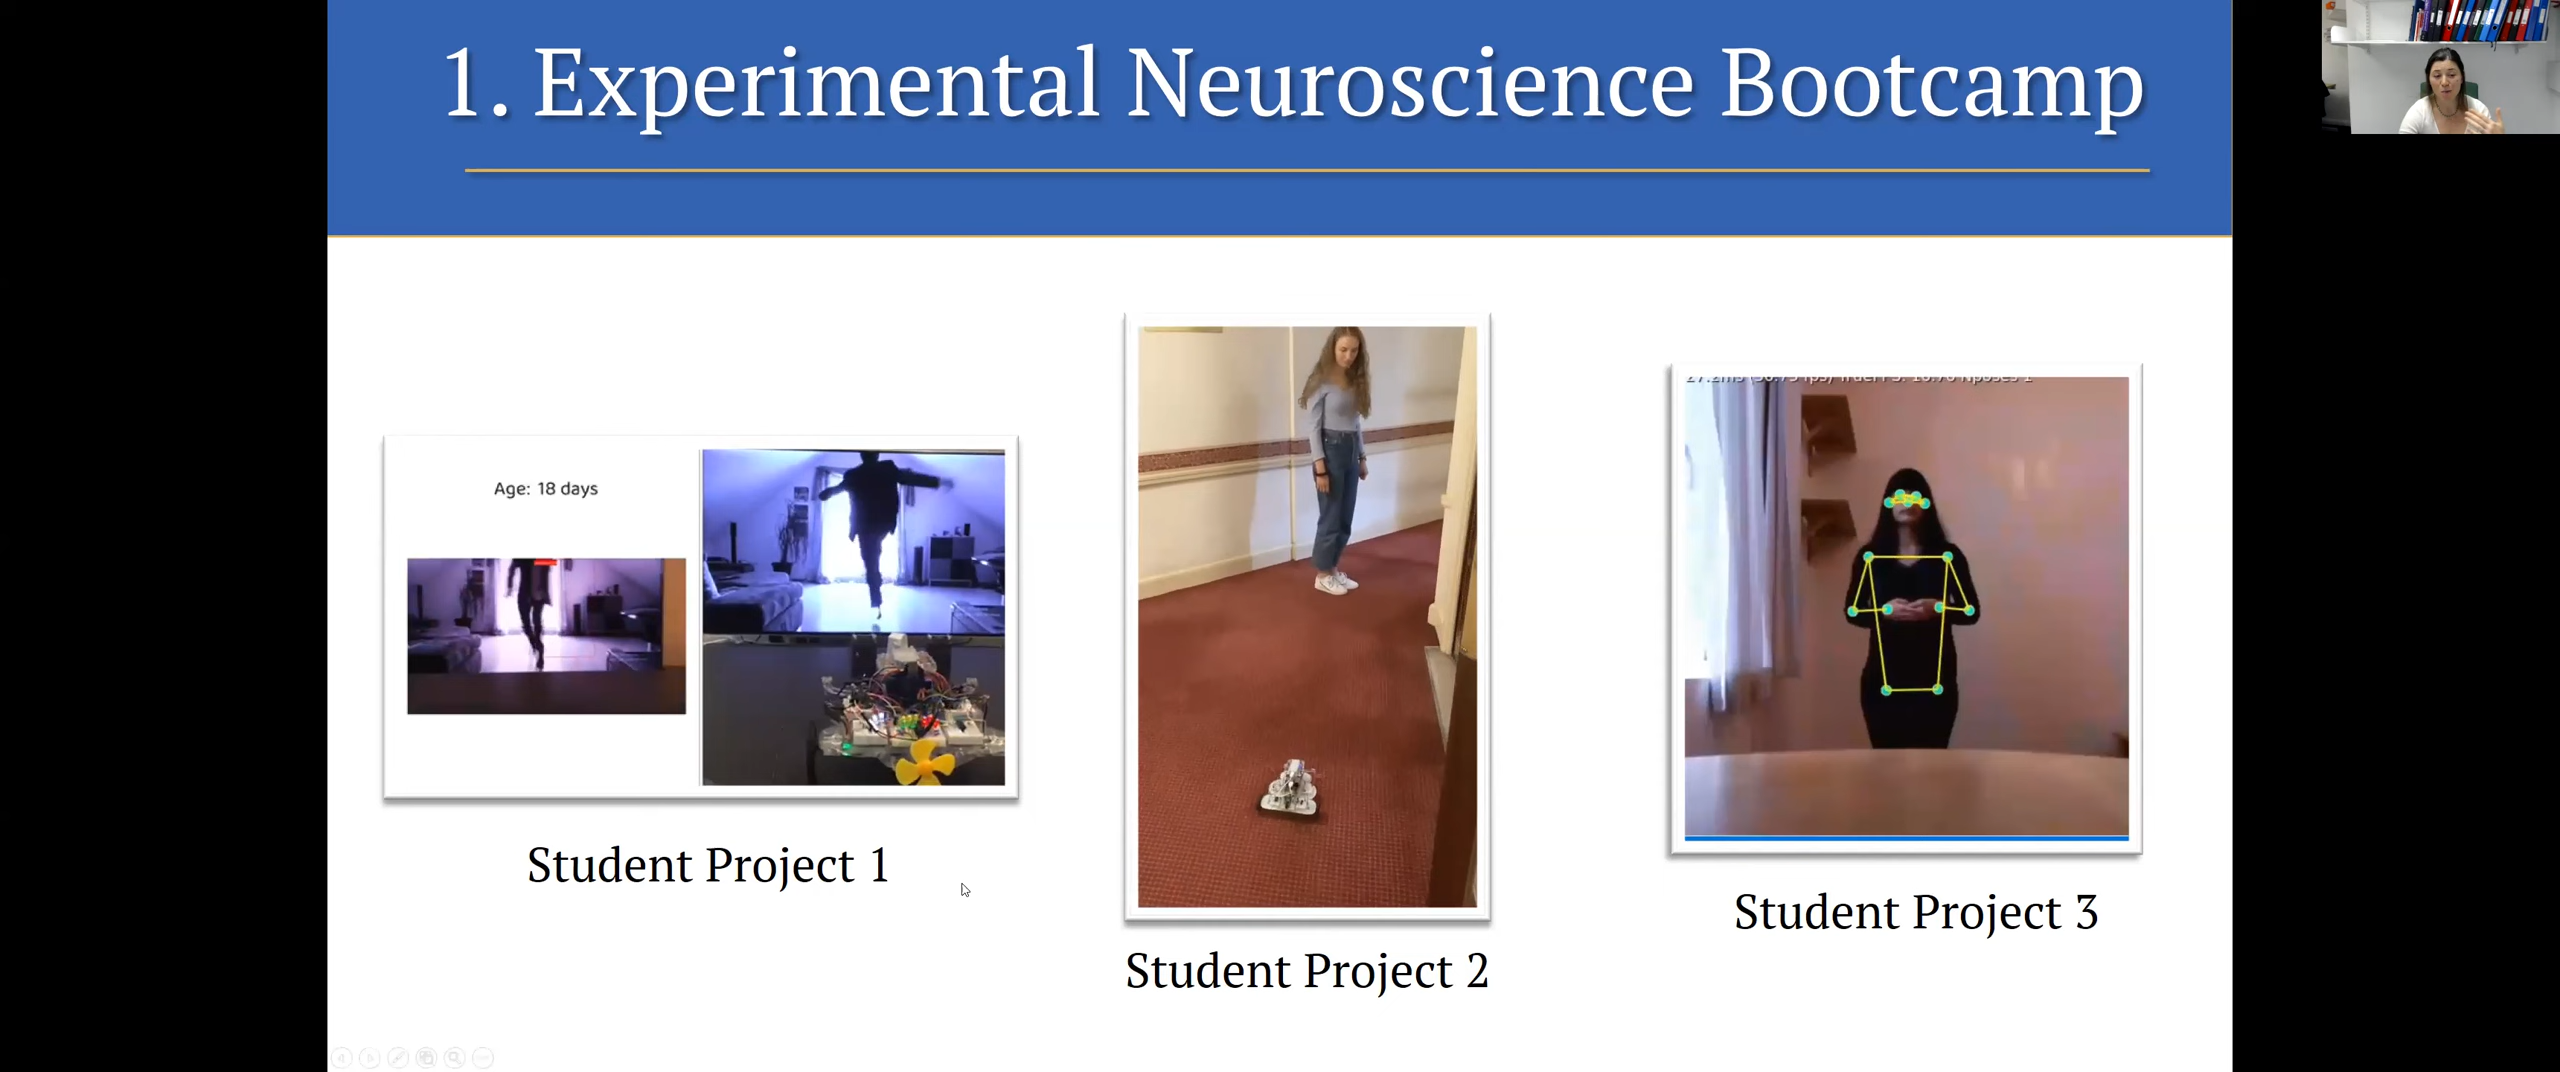 1. Experimental Neuroscience Bootcamp
Age: 18 days
Student Project 1
Student Project 2
Student Project 3